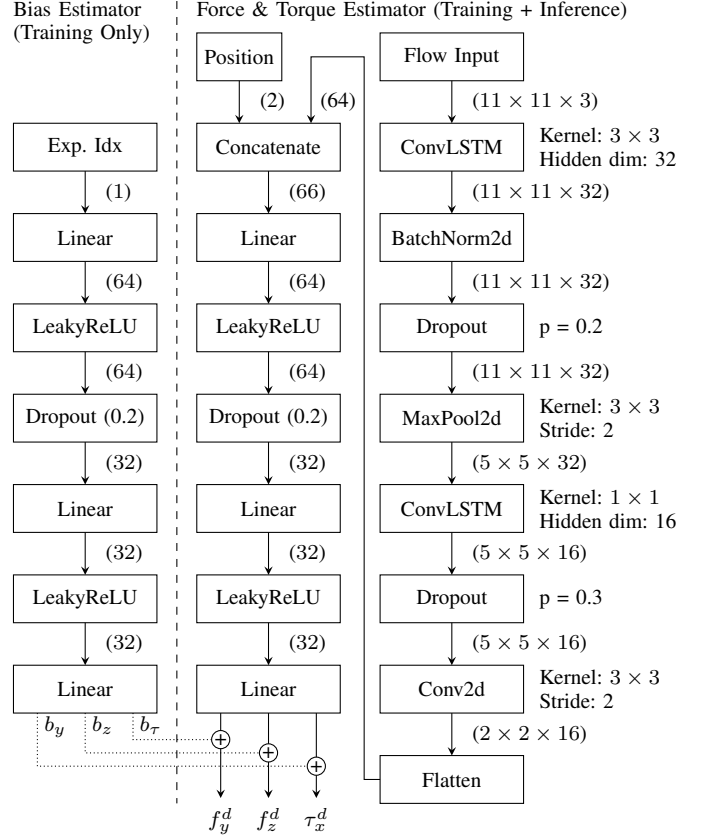 Bias Estimator
(Training Only)
Force & Torque Estimator (Training + Inference)
Exp. Idx
(1)
Linear
(64)
LeakyReLU
(64)
Dropout (0.2)
(32)
Linear
(32)
LeakyReLU
(32)
Linear
b_y b_z b_τ
Position
(2)
(64)
Concatenate
(66)
Linear
(64)
LeakyReLU
(64)
Dropout (0.2)
(32)
Linear
(32)
LeakyReLU
(32)
Linear
+
+
+
f_y^d f_z^d τ_x^d
Flow Input
(11 × 11 × 3)
ConvLSTM
Kernel: 3 × 3
Hidden dim: 32
(11 × 11 × 32)
BatchNorm2d
(11 × 11 × 32)
Dropout
p = 0.2
(11 × 11 × 32)
MaxPool2d
Kernel: 3 × 3
Stride: 2
(5 × 5 × 32)
ConvLSTM
Kernel: 1 × 1
Hidden dim: 16
(5 × 5 × 16)
Dropout
p = 0.3
(5 × 5 × 16)
Conv2d
Kernel: 3 × 3
Stride: 2
(2 × 2 × 16)
Flatten